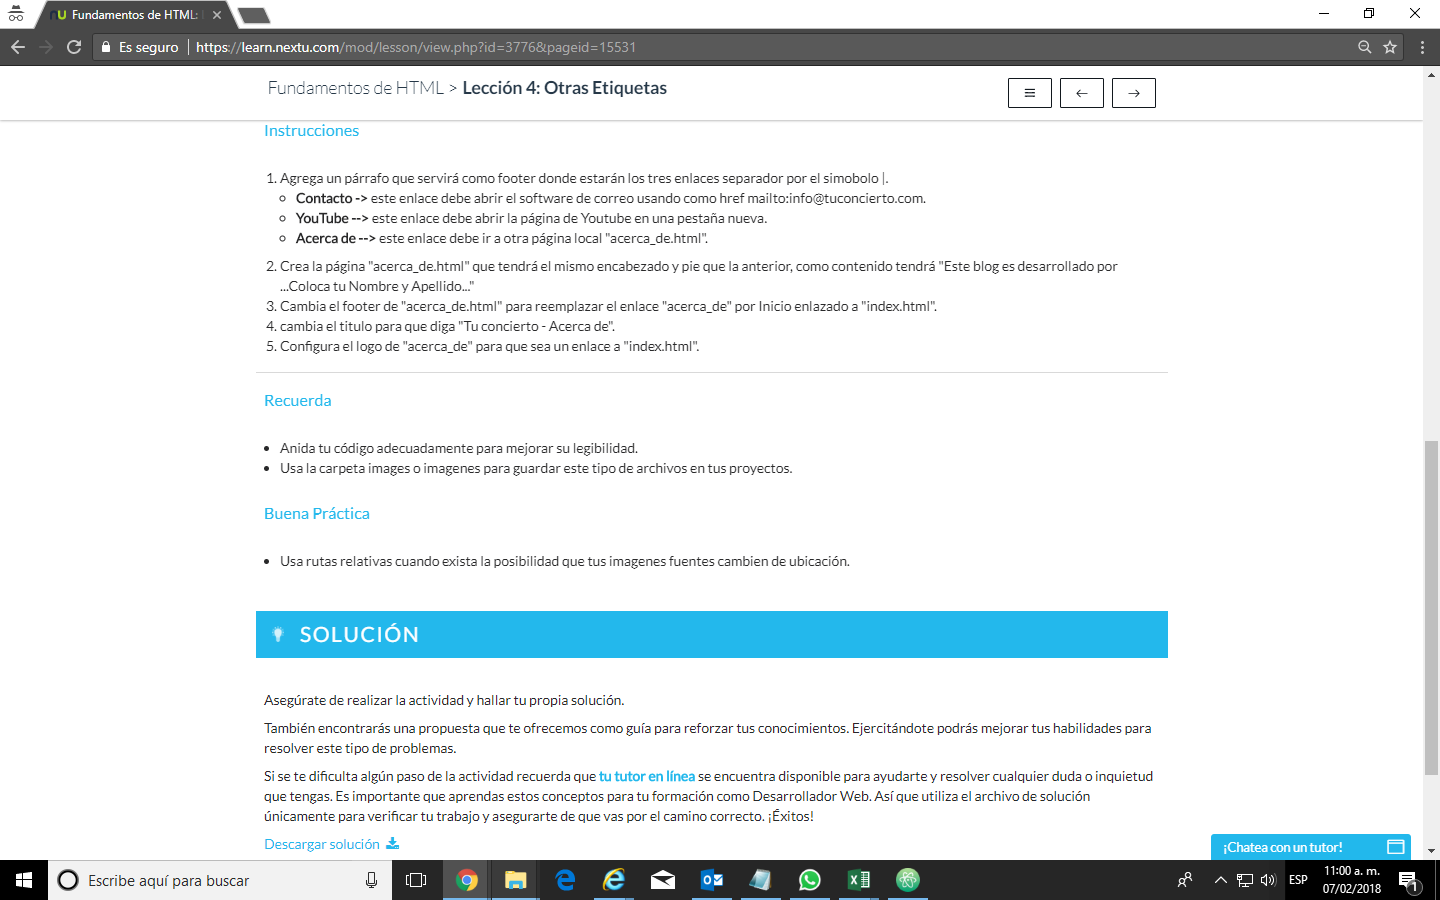 nu Fundamentos de HTML:
Es seguro | https://learn.nextu.com/mod/lesson/view.php?id=3776&pageid=15531
Fundamentos de HTML > Lección 4: Otras Etiquetas
Instrucciones
1. Agrega un párrafo que servirá como footer donde estarán los tres enlaces separador por el simobolo |.
Contacto -> este enlace debe abrir el software de correo usando como href mailto:info@tuconcierto.com.
YouTube --> este enlace debe abrir la página de Youtube en una pestaña nueva.
Acerca de --> este enlace debe ir a otra página local "acerca_de.html".
2. Crea la página "acerca_de.html" que tendrá el mismo encabezado y pie que la anterior, como contenido tendrá "Este blog es desarrollado por
...Coloca tu Nombre y Apellido..."
3. Cambia el footer de "acerca_de.html" para reemplazar el enlace "acerca_de" por Inicio enlazado a "index.html".
4. cambia el titulo para que diga "Tu concierto - Acerca de".
5. Configura el logo de "acerca_de" para que sea un enlace a "index.html".
Recuerda
Anida tu código adecuadamente para mejorar su legibilidad.
Usa la carpeta images o imagenes para guardar este tipo de archivos en tus proyectos.
Buena Práctica
Usa rutas relativas cuando exista la posibilidad que tus imagenes fuentes cambien de ubicación.
SOLUCIÓN
Asegúrate de realizar la actividad y hallar tu propia solución.
También encontrarás una propuesta que te ofrecemos como guía para reforzar tus conocimientos. Ejercitándote podrás mejorar tus habilidades para
resolver este tipo de problemas.
Si se te dificulta algún paso de la actividad recuerda que tu tutor en línea se encuentra disponible para ayudarte y resolver cualquier duda o inquietud
que tengas. Es importante que aprendas estos conceptos para tu formación como Desarrollador Web. Así que utiliza el archivo de solución
únicamente para verificar tu trabajo y asegurarte de que vas por el camino correcto. ¡Éxitos!
Descargar solución
¡Chatea con un tutor!
Escribe aquí para buscar
ESP
11:00 a. m.
07/02/2018
1